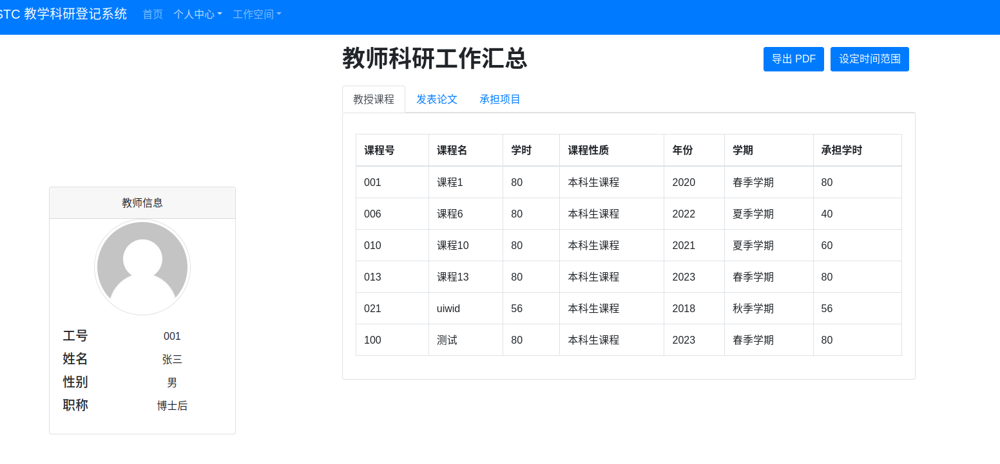 STC 教学科研登记系统 首页 个人中心 工作空间
教师科研工作汇总 导出 PDF 设定时间范围
教授课程 发表论文 承担项目
课程号 课程名 学时 课程性质 年份 学期 承担学时
001 课程1 80 本科生课程 2020 春季学期 80
006 课程6 80 本科生课程 2022 夏季学期 40
010 课程10 80 本科生课程 2021 夏季学期 60
013 课程13 80 本科生课程 2023 春季学期 80
021 uiwid 56 本科生课程 2018 秋季学期 56
100 测试 80 本科生课程 2023 春季学期 80
教师信息
工号 001
姓名 张三
性别 男
职称 博士后